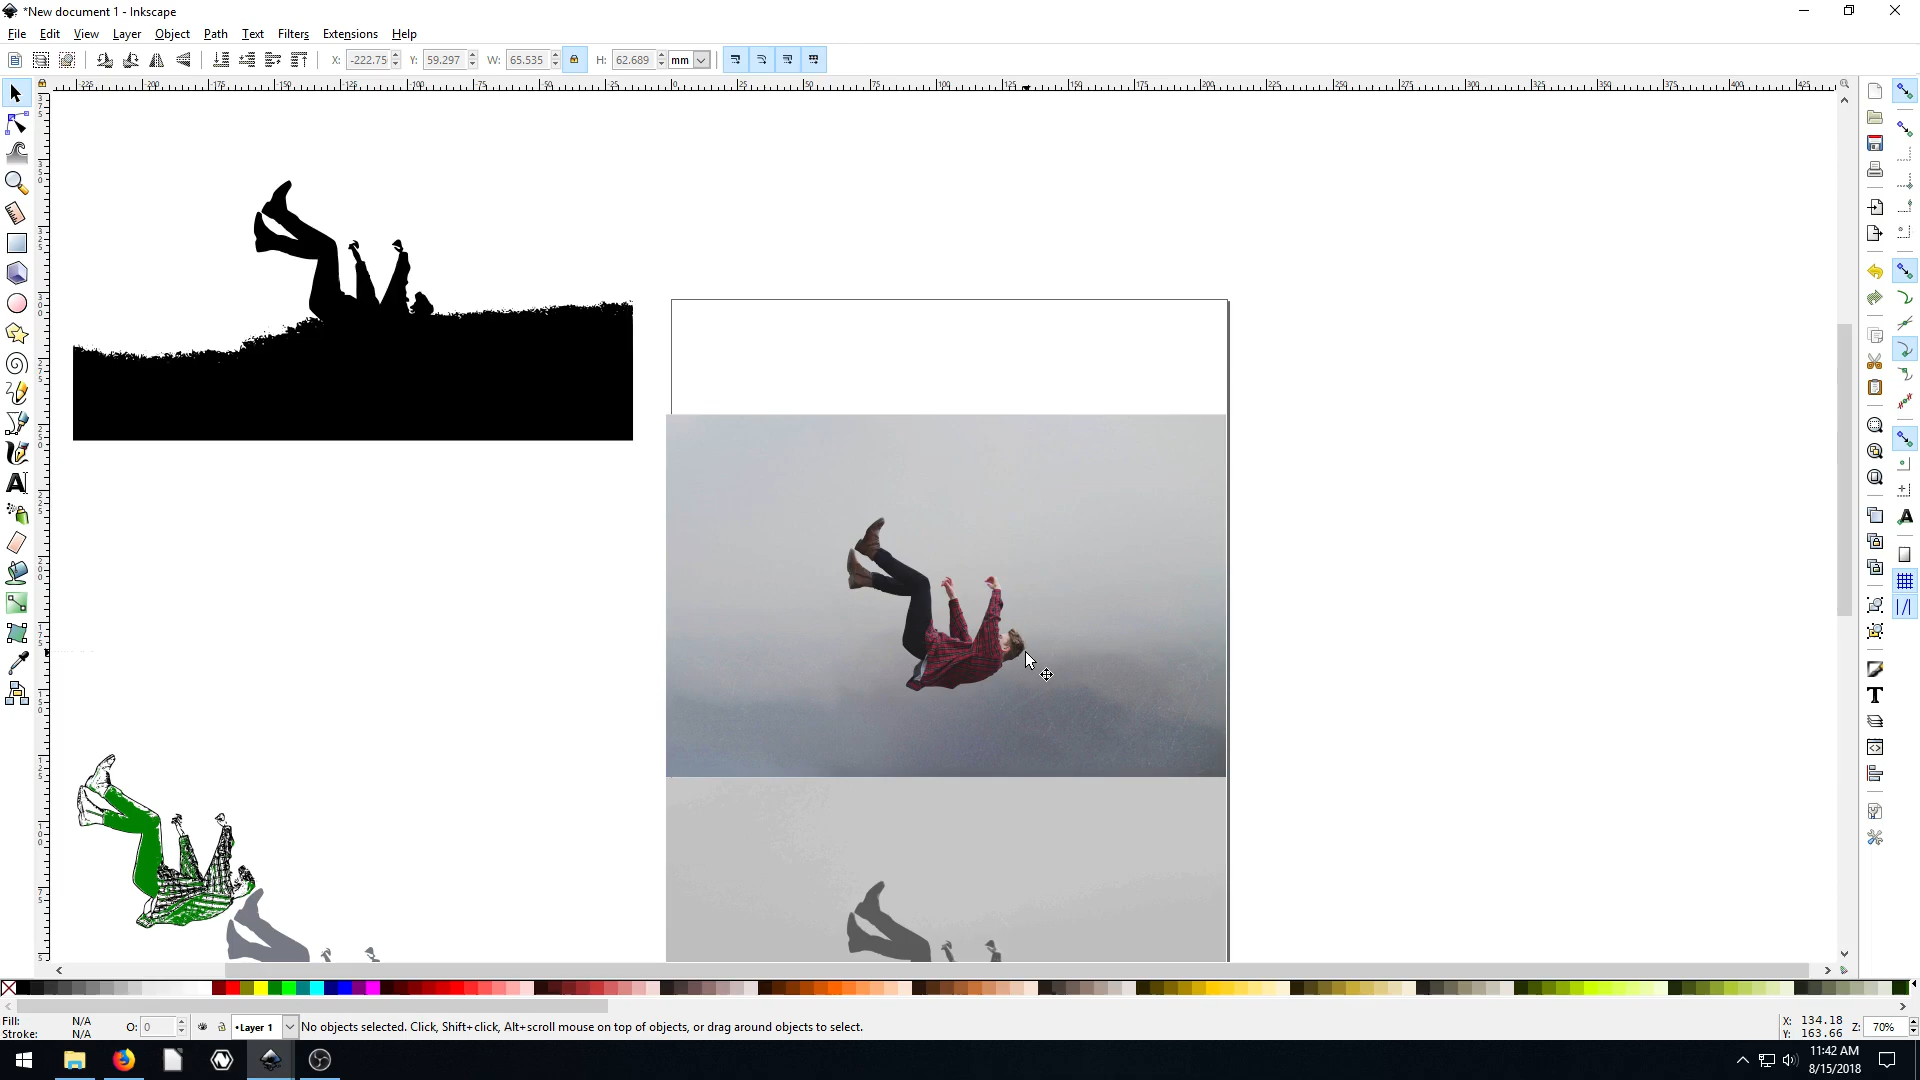 *New document 1 - Inkscape
File Edit View Layer Object Path Text Filters Extensions Help
X: -222.75 Y: 59.297 W: 65.535 H: 62.689 mm
Fill: N/A O: 0 •Layer 1 No objects selected. Click, Shift+click, Alt+scroll mouse on top of objects, or drag around objects to select. X: 134.18 Z: 70%
Stroke: N/A Y: 163.66
11:42 AM
8/15/2018